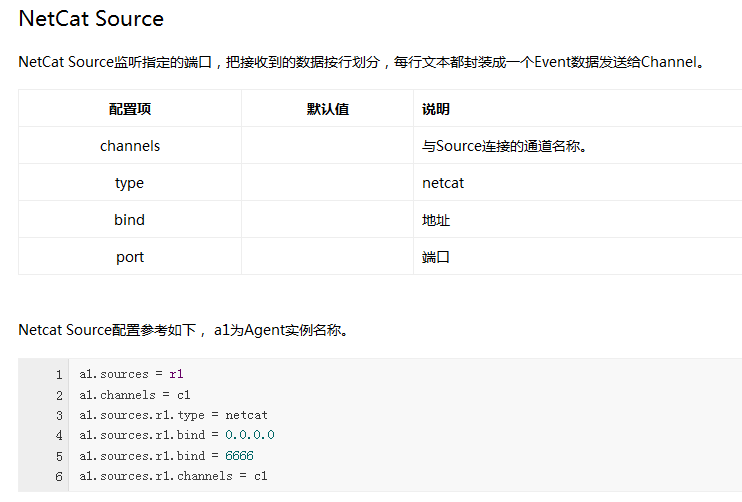 NetCat Source
NetCat Source监听指定的端口，把接收到的数据按行划分，每行文本都封装成一个Event数据发送给Channel。
配置项 默认值 说明
channels 与Source连接的通道名称。
type netcat
bind 地址
port 端口
Netcat Source配置参考如下， a1为Agent实例名称。
1 a1.sources = r1
2 a1.channels = c1
3 a1.sources.r1.type = netcat
4 a1.sources.r1.bind = 0.0.0.0
5 a1.sources.r1.bind = 6666
6 a1.sources.r1.channels = c1